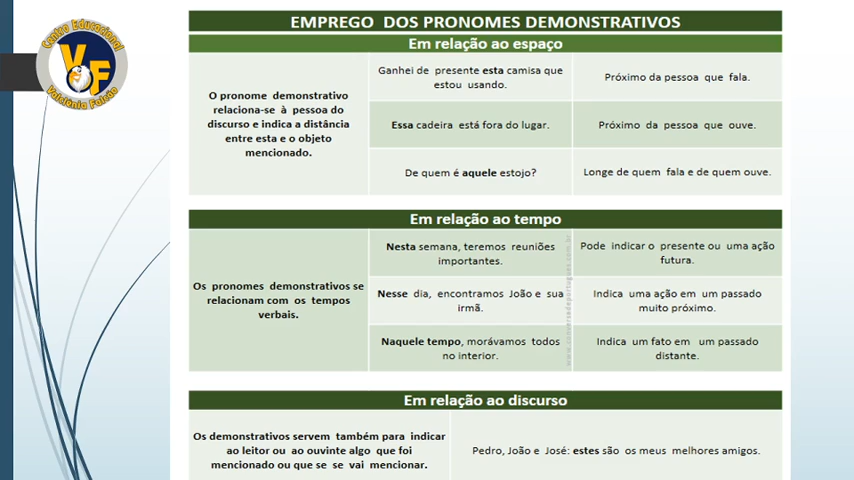 Centro Educacional
VF
Valciênia Falcão
EMPREGO DOS PRONOMES DEMONSTRATIVOS
Em relação ao espaço
O pronome demonstrativo
relaciona-se à pessoa do
discurso e indica a distância
entre esta e o objeto
mencionado.
Ganhei de presente esta camisa que
estou usando.
Próximo da pessoa que fala.
Essa cadeira está fora do lugar.
Próximo da pessoa que ouve.
De quem é aquele estojo?
Longe de quem fala e de quem ouve.
Em relação ao tempo
Os pronomes demonstrativos se
relacionam com os tempos
verbais.
Nesta semana, teremos reuniões
importantes.
Pode indicar o presente ou uma ação
futura.
Nesse dia, encontramos João e sua
irmã.
Indica uma ação em um passado
muito próximo.
Naquele tempo, morávamos todos
no interior.
Indica um fato em um passado
distante.
www.conversadeportugues.com.br
Em relação ao discurso
Os demonstrativos servem também para indicar
ao leitor ou ao ouvinte algo que foi
mencionado ou que se se vai mencionar.
Pedro, João e José: estes são os meus melhores amigos.